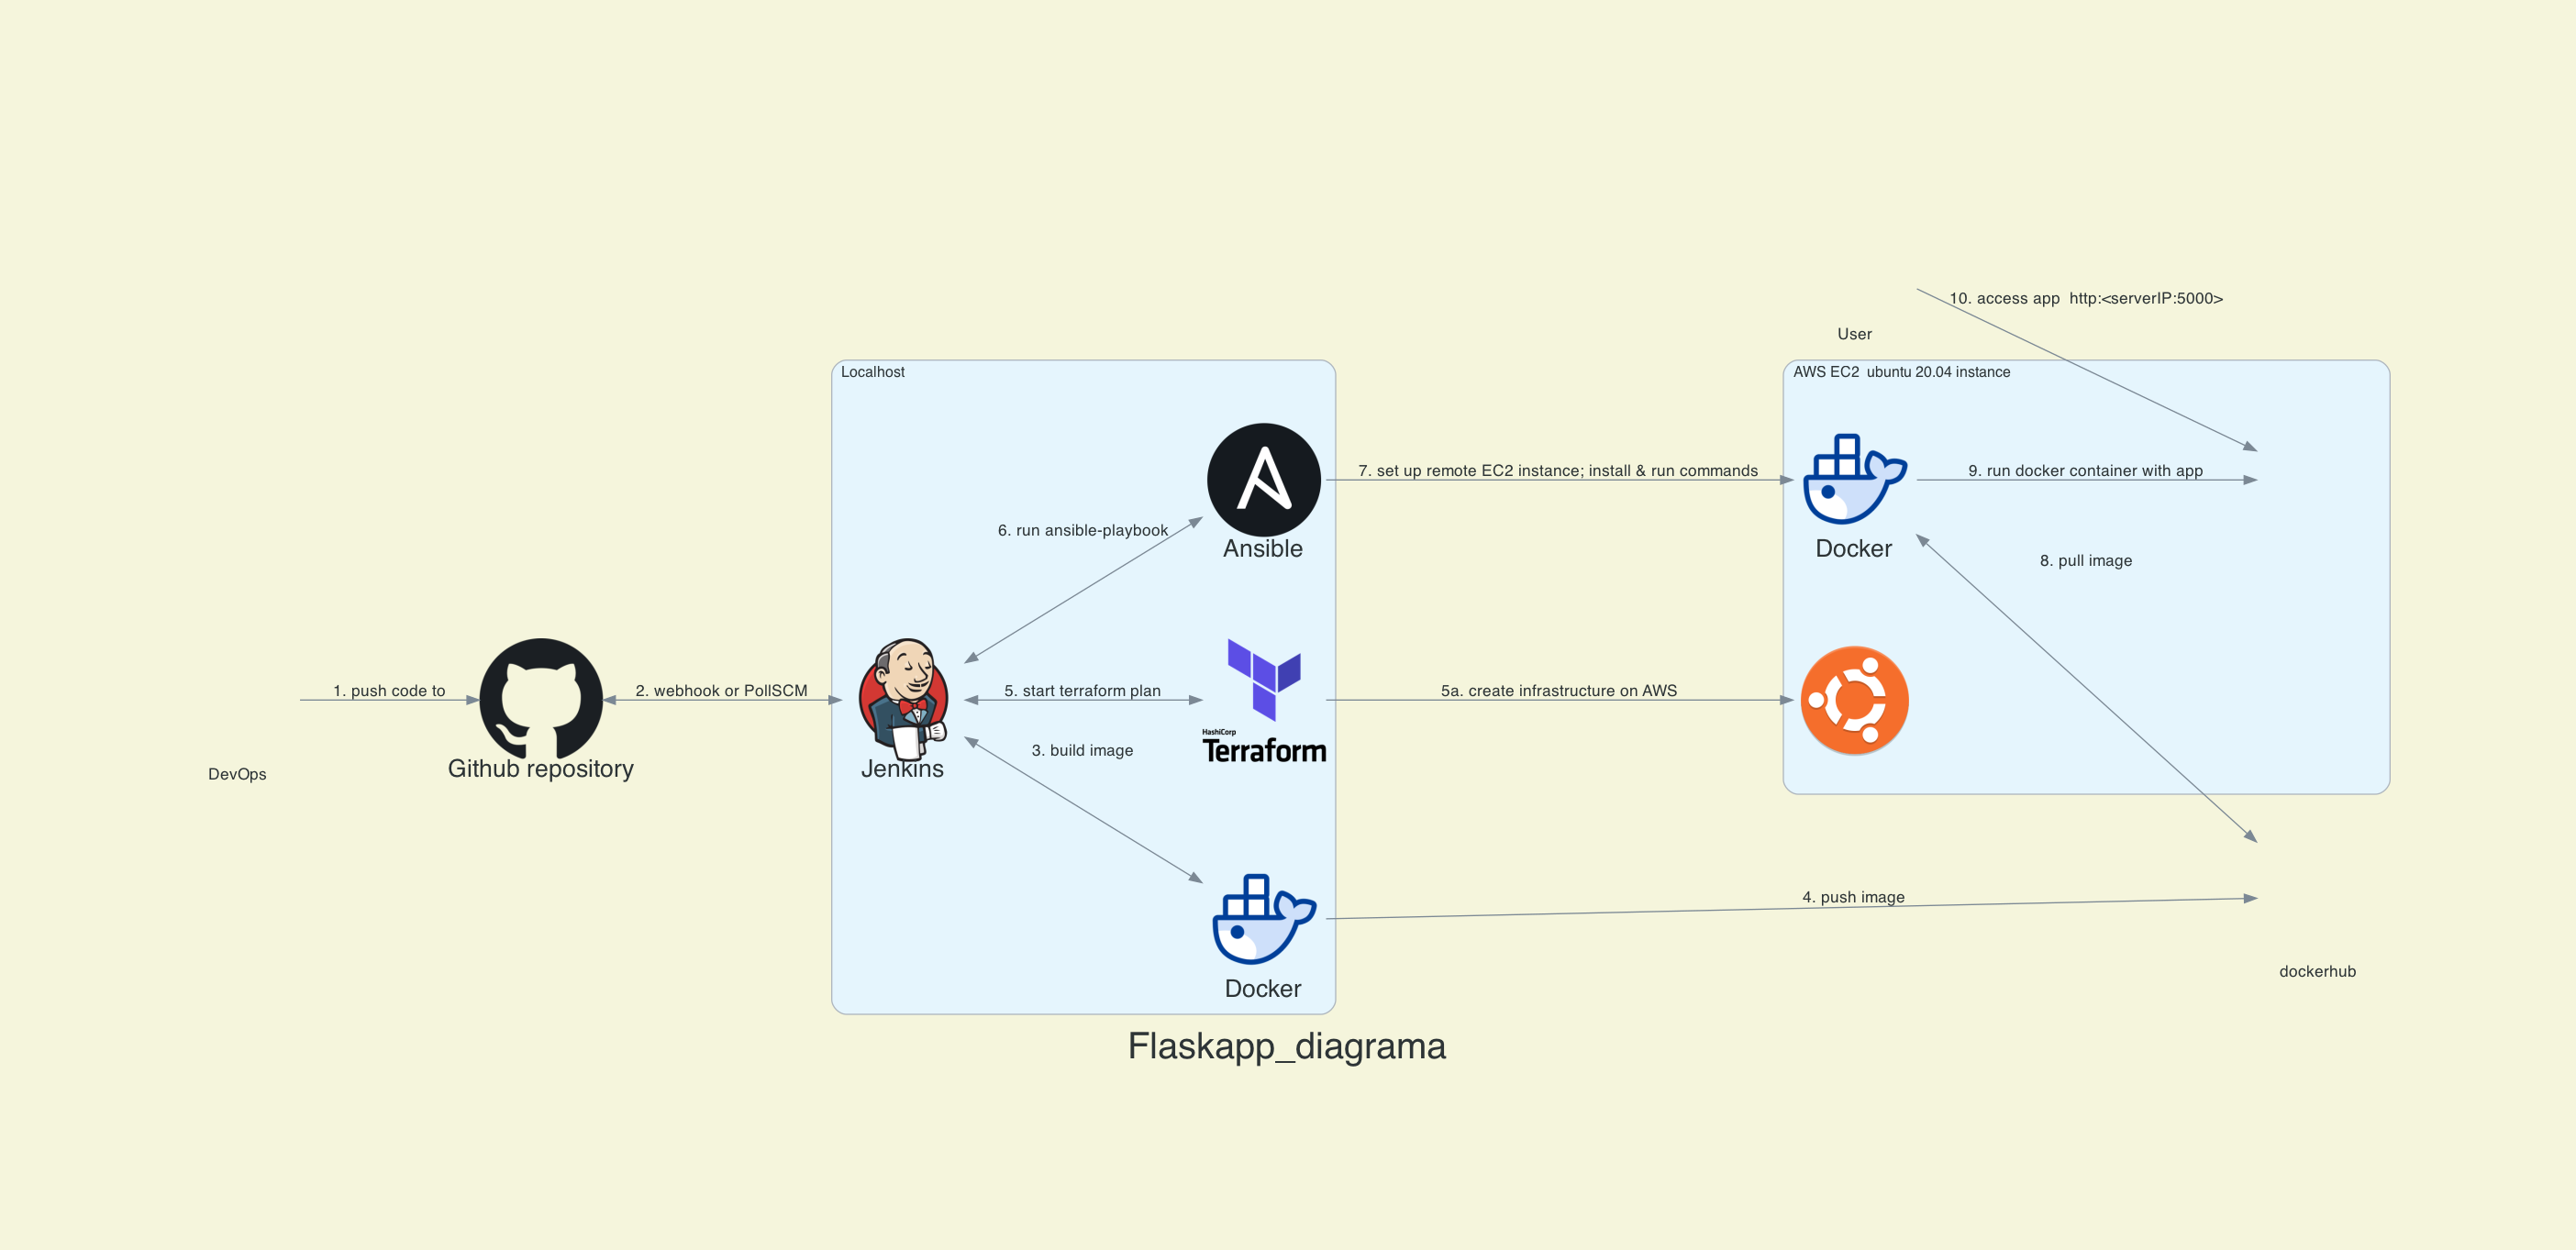 10. access app  http:<serverIP:5000>
User
Localhost
AWS EC2  ubuntu 20.04 instance
7. set up remote EC2 instance; install & run commands
9. run docker container with app
6. run ansible-playbook
Ansible
Docker
8. pull image
1. push code to
2. webhook or PollSCM
5. start terraform plan
5a. create infrastructure on AWS
HashiCorp
Terraform
3. build image
Github repository
Jenkins
DevOps
4. push image
dockerhub
Docker
Flaskapp_diagrama